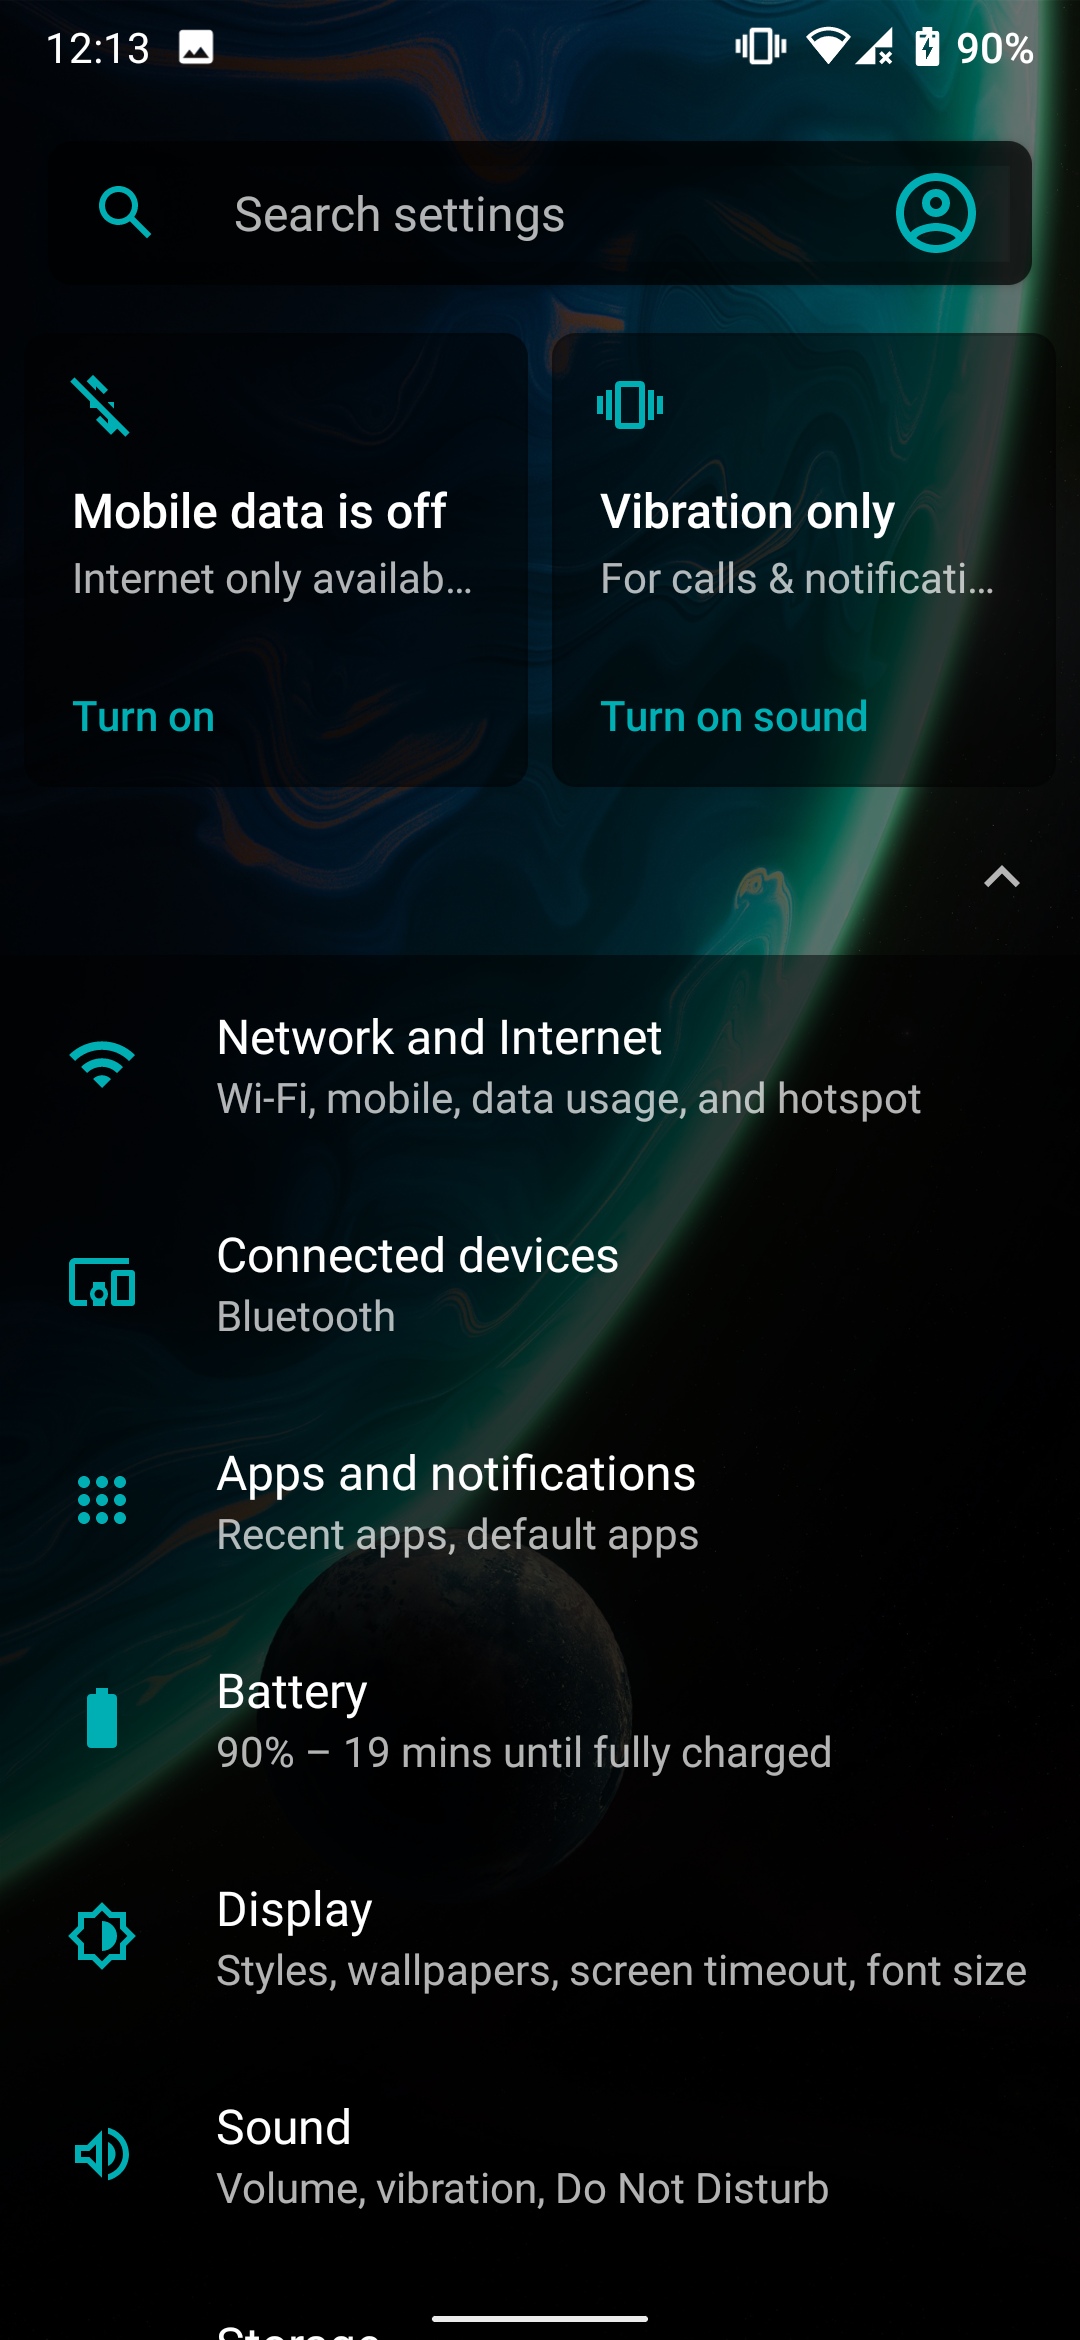 12:13 90%
Search settings
Mobile data is off
Internet only availab…
Turn on
Vibration only
For calls & notificati…
Turn on sound
Network and Internet
Wi-Fi, mobile, data usage, and hotspot
Connected devices
Bluetooth
Apps and notifications
Recent apps, default apps
Battery
90% – 19 mins until fully charged
Display
Styles, wallpapers, screen timeout, font size
Sound
Volume, vibration, Do Not Disturb
Storage